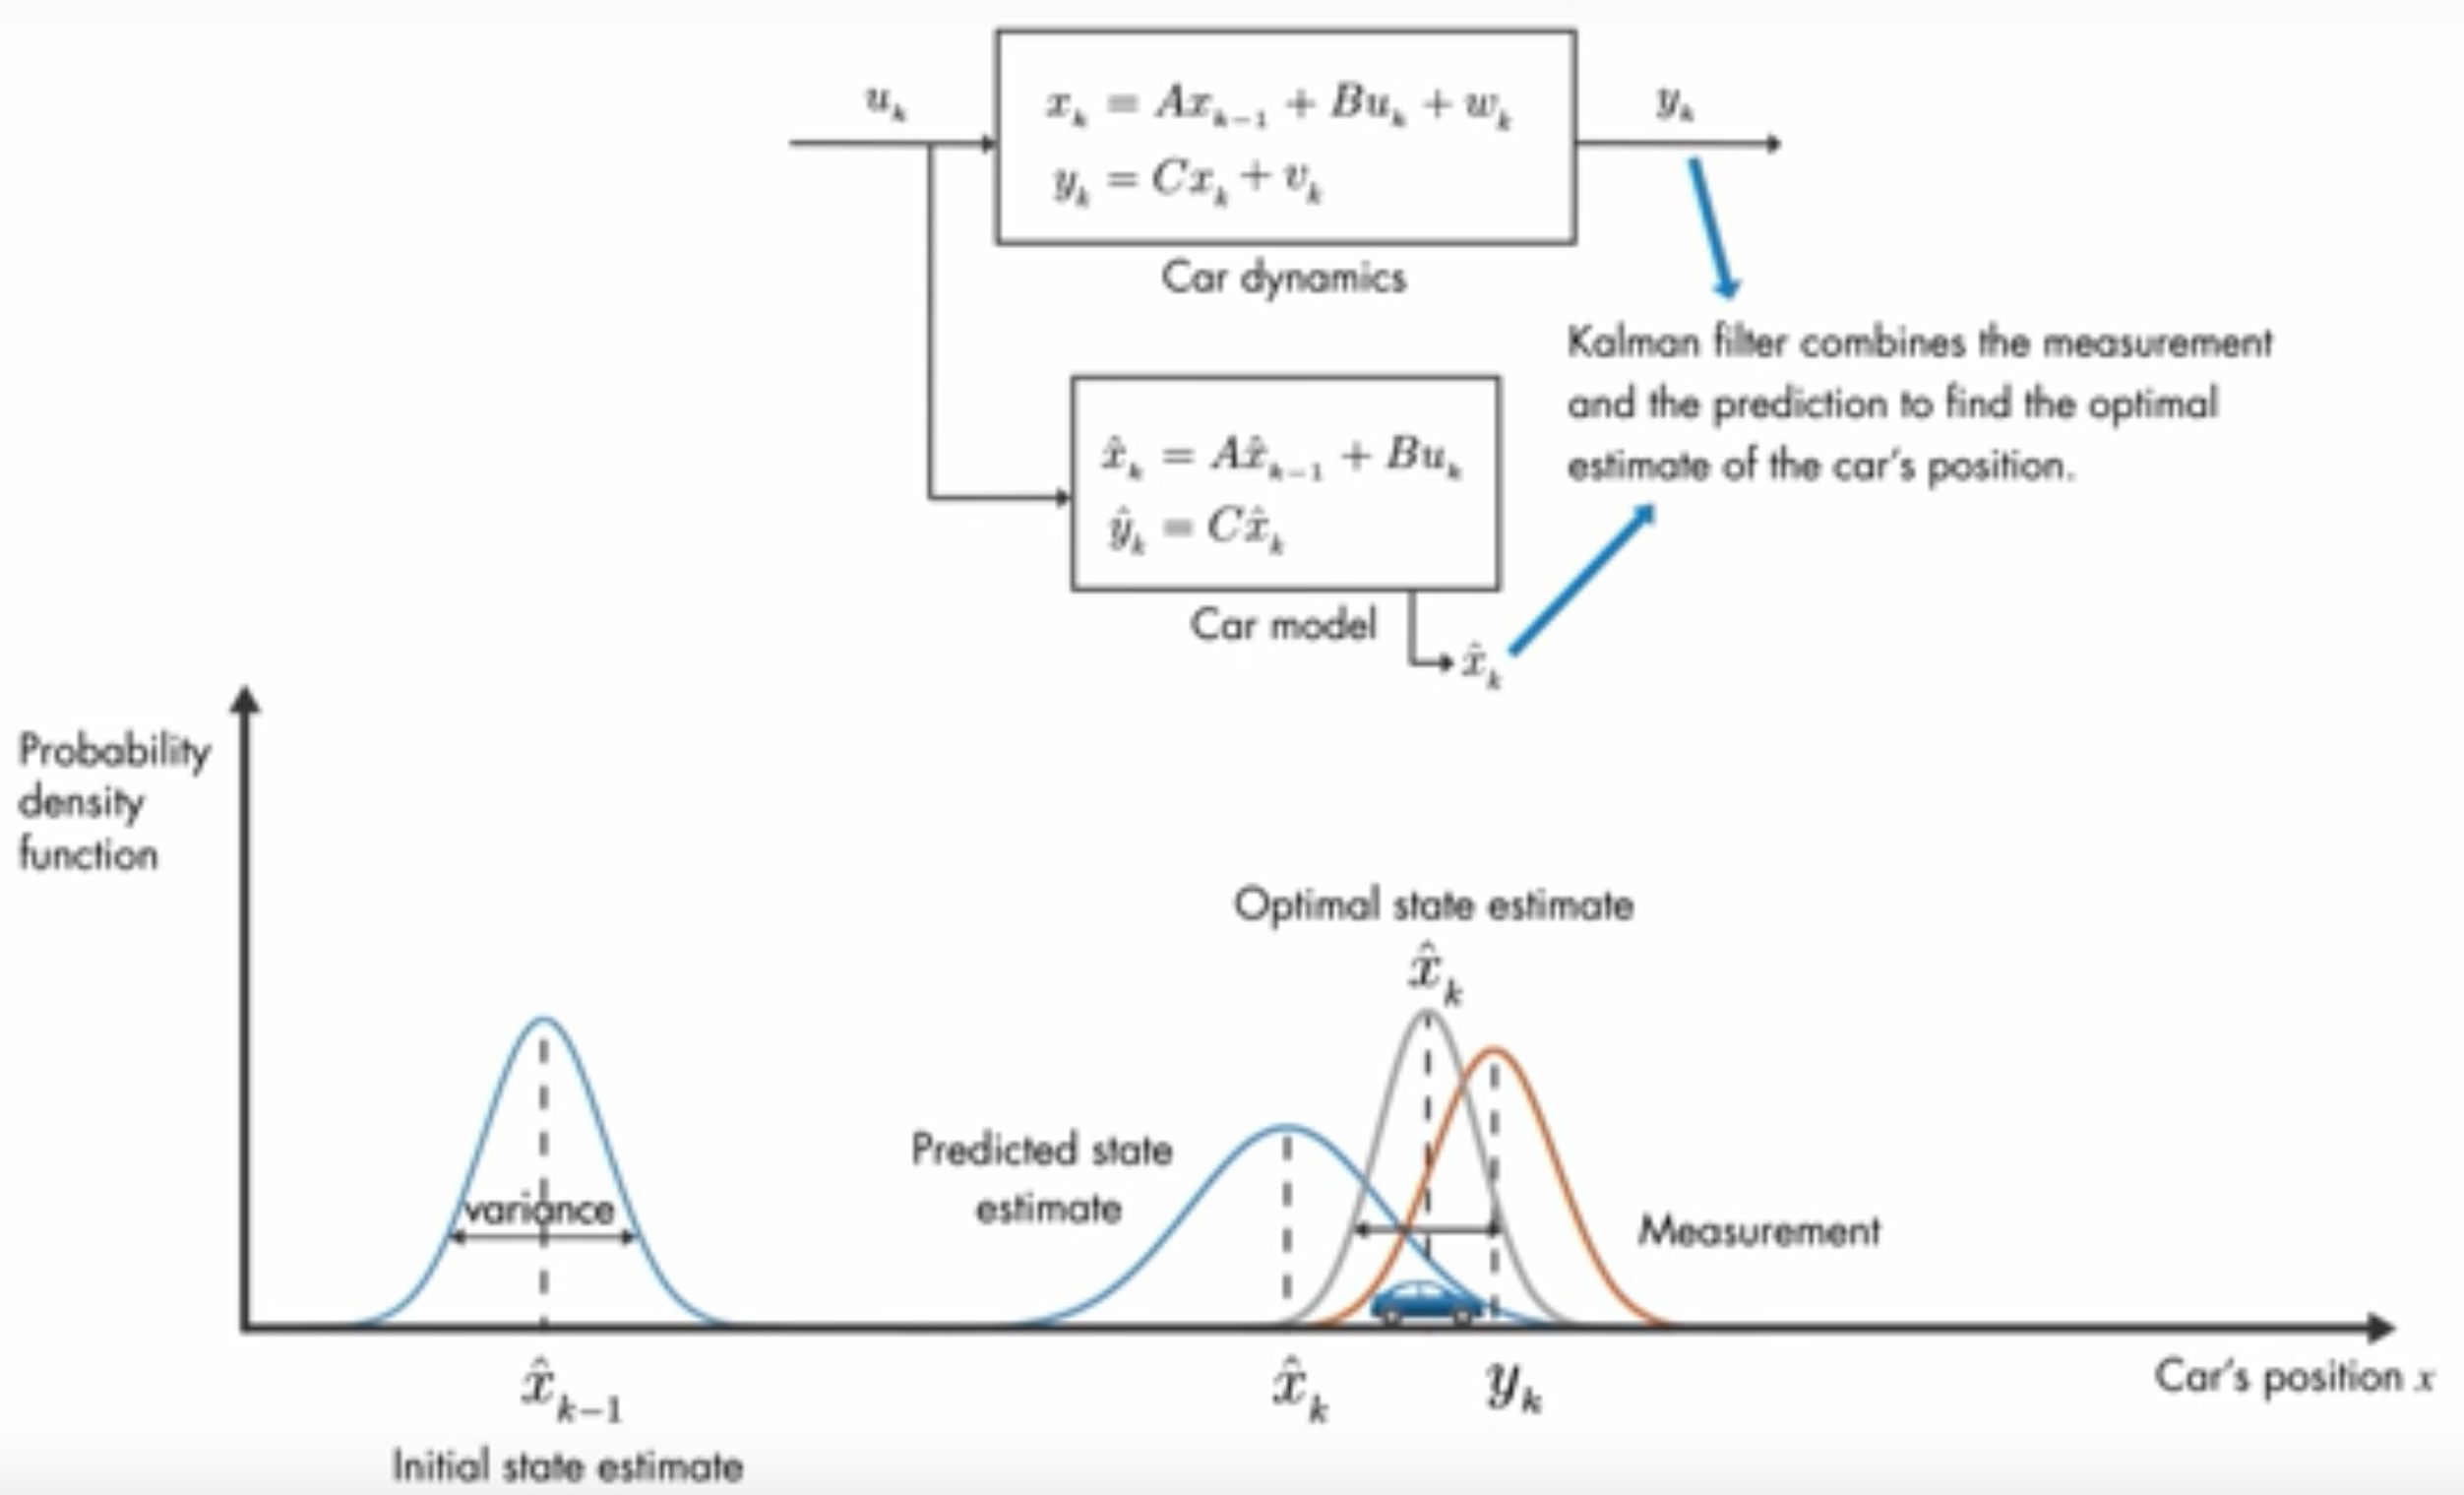 u_k
x_k = Ax_{k-1} + Bu_k + w_k
y_k = Cx_k + v_k
y_k
Car dynamics
Kalman filter combines the measurement
and the prediction to find the optimal
estimate of the car's position.
x̂_k = Ax̂_{k-1} + Bu_k
ŷ_k = Cx̂_k
Car model
x̂_k
Probability
density
function
Optimal state estimate
x̂_k
Predicted state
estimate
variance
Measurement
x̂_{k-1}
x̂_k
y_k
Car's position x
Initial state estimate